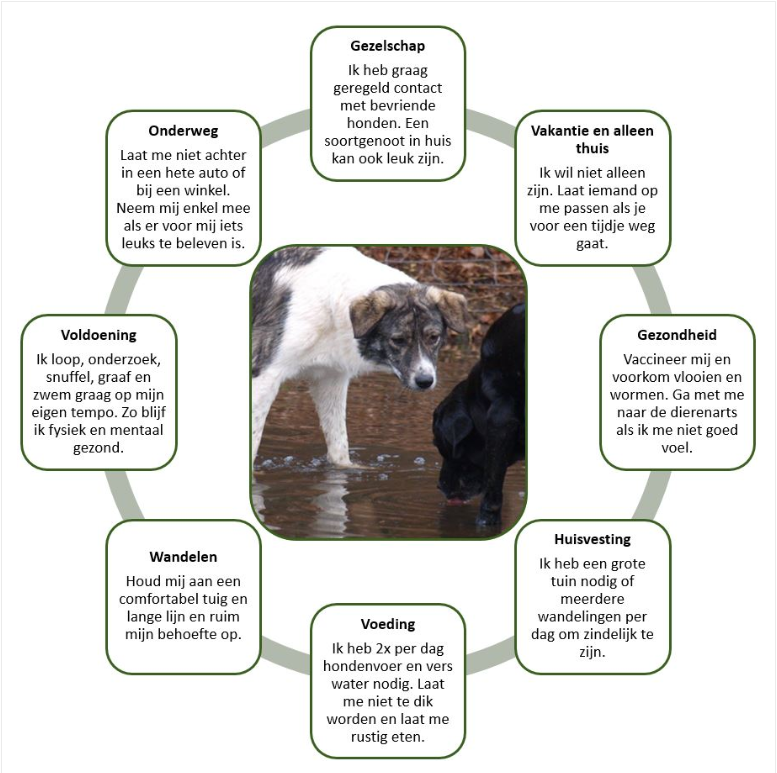 Gezelschap
Ik heb graag
geregeld contact
met bevriende
honden. Een
soortgenoot in huis
kan ook leuk zijn.
Vakantie en alleen
thuis
Ik wil niet alleen
zijn. Laat iemand op
me passen als je
voor een tijdje weg
gaat.
Gezondheid
Vaccineer mij en
voorkom vlooien en
wormen. Ga met me
naar de dierenarts
als ik me niet goed
voel.
Huisvesting
Ik heb een grote
tuin nodig of
meerdere
wandelingen per
dag om zindelijk te
zijn.
Voeding
Ik heb 2x per dag
hondenvoer en vers
water nodig. Laat
me niet te dik
worden en laat me
rustig eten.
Wandelen
Houd mij aan een
comfortabel tuig en
lange lijn en ruim
mijn behoefte op.
Voldoening
Ik loop, onderzoek,
snuffel, graaf en
zwem graag op mijn
eigen tempo. Zo blijf
ik fysiek en mentaal
gezond.
Onderweg
Laat me niet achter
in een hete auto of
bij een winkel.
Neem mij enkel mee
als er voor mij iets
leuks te beleven is.